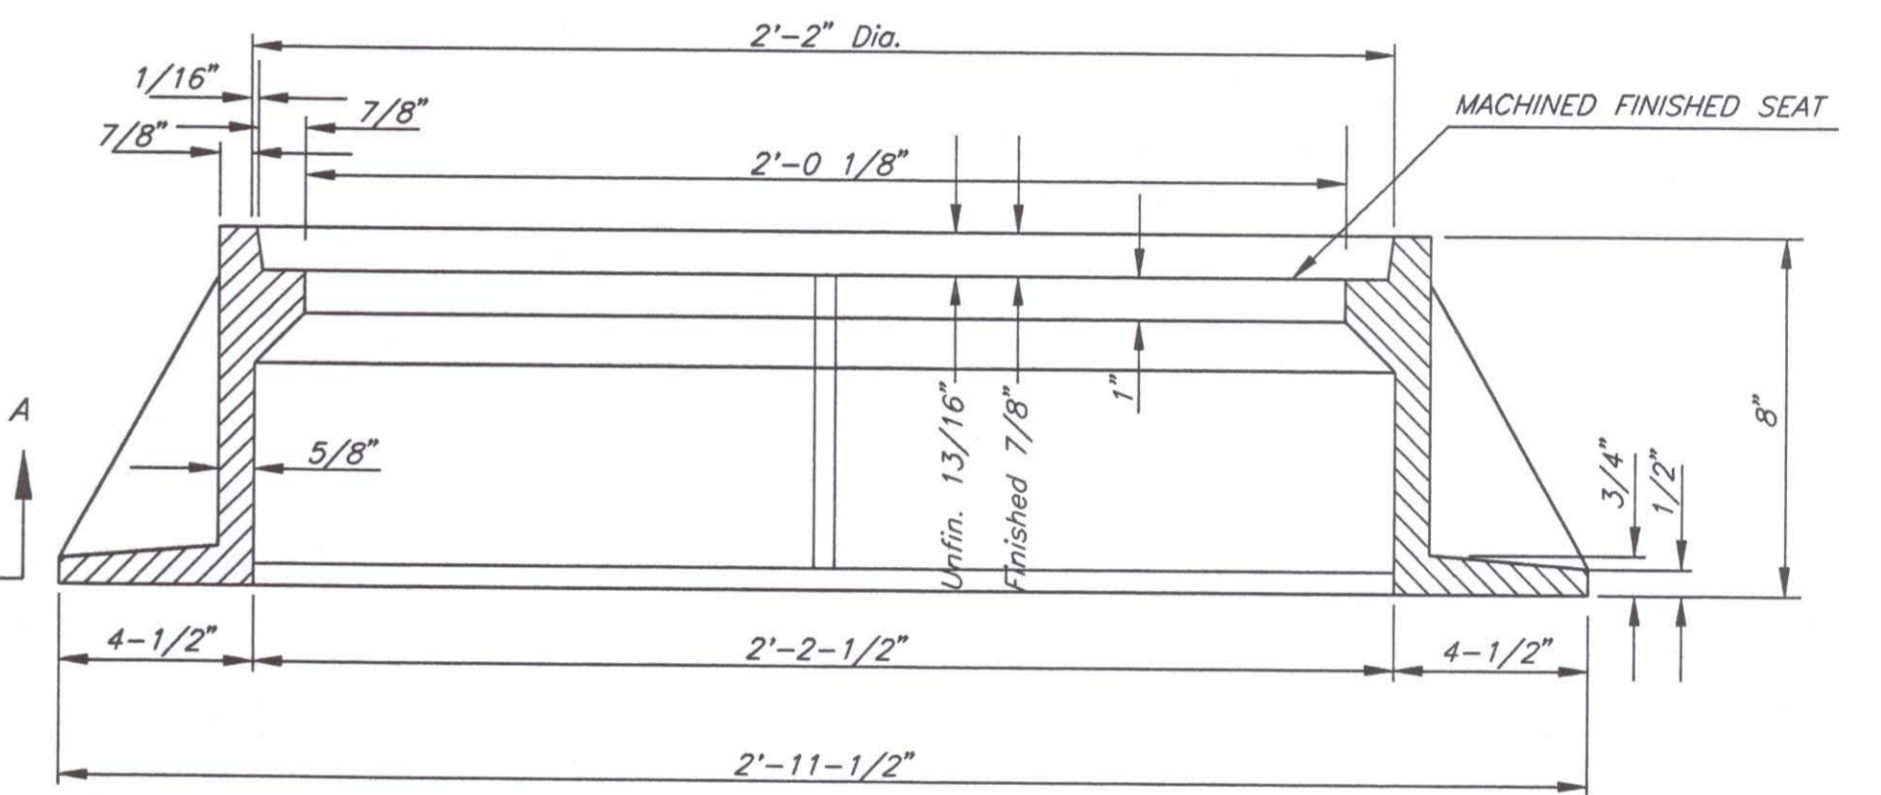 2'-2" Dia.
1/16"
7/8"
7/8"
MACHINED FINISHED SEAT
2'-0 1/8"
A
5/8"
Unfin. 13/16"
Finished 7/8"
1"
8"
3/4"
1/2"
4-1/2"
2'-2-1/2"
4-1/2"
2'-11-1/2"